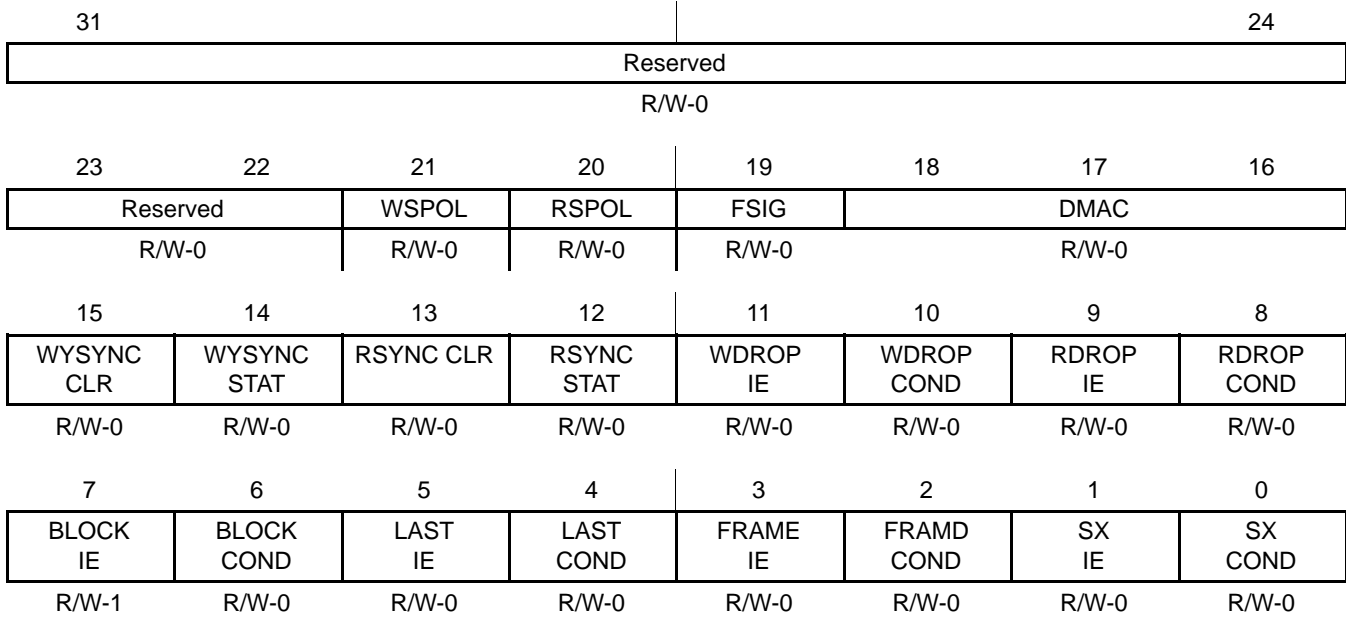 31 24
Reserved
R/W-0
23 22 21 20 19 18 17 16
Reserved WSPOL RSPOL FSIG DMAC
R/W-0 R/W-0 R/W-0 R/W-0 R/W-0
15 14 13 12 11 10 9 8
WYSYNC WYSYNC RSYNC CLR RSYNC WDROP WDROP RDROP RDROP
CLR STAT STAT IE COND IE COND
R/W-0 R/W-0 R/W-0 R/W-0 R/W-0 R/W-0 R/W-0 R/W-0
7 6 5 4 3 2 1 0
BLOCK BLOCK LAST LAST FRAME FRAMD SX SX
IE COND IE COND IE COND IE COND
R/W-1 R/W-0 R/W-0 R/W-0 R/W-0 R/W-0 R/W-0 R/W-0